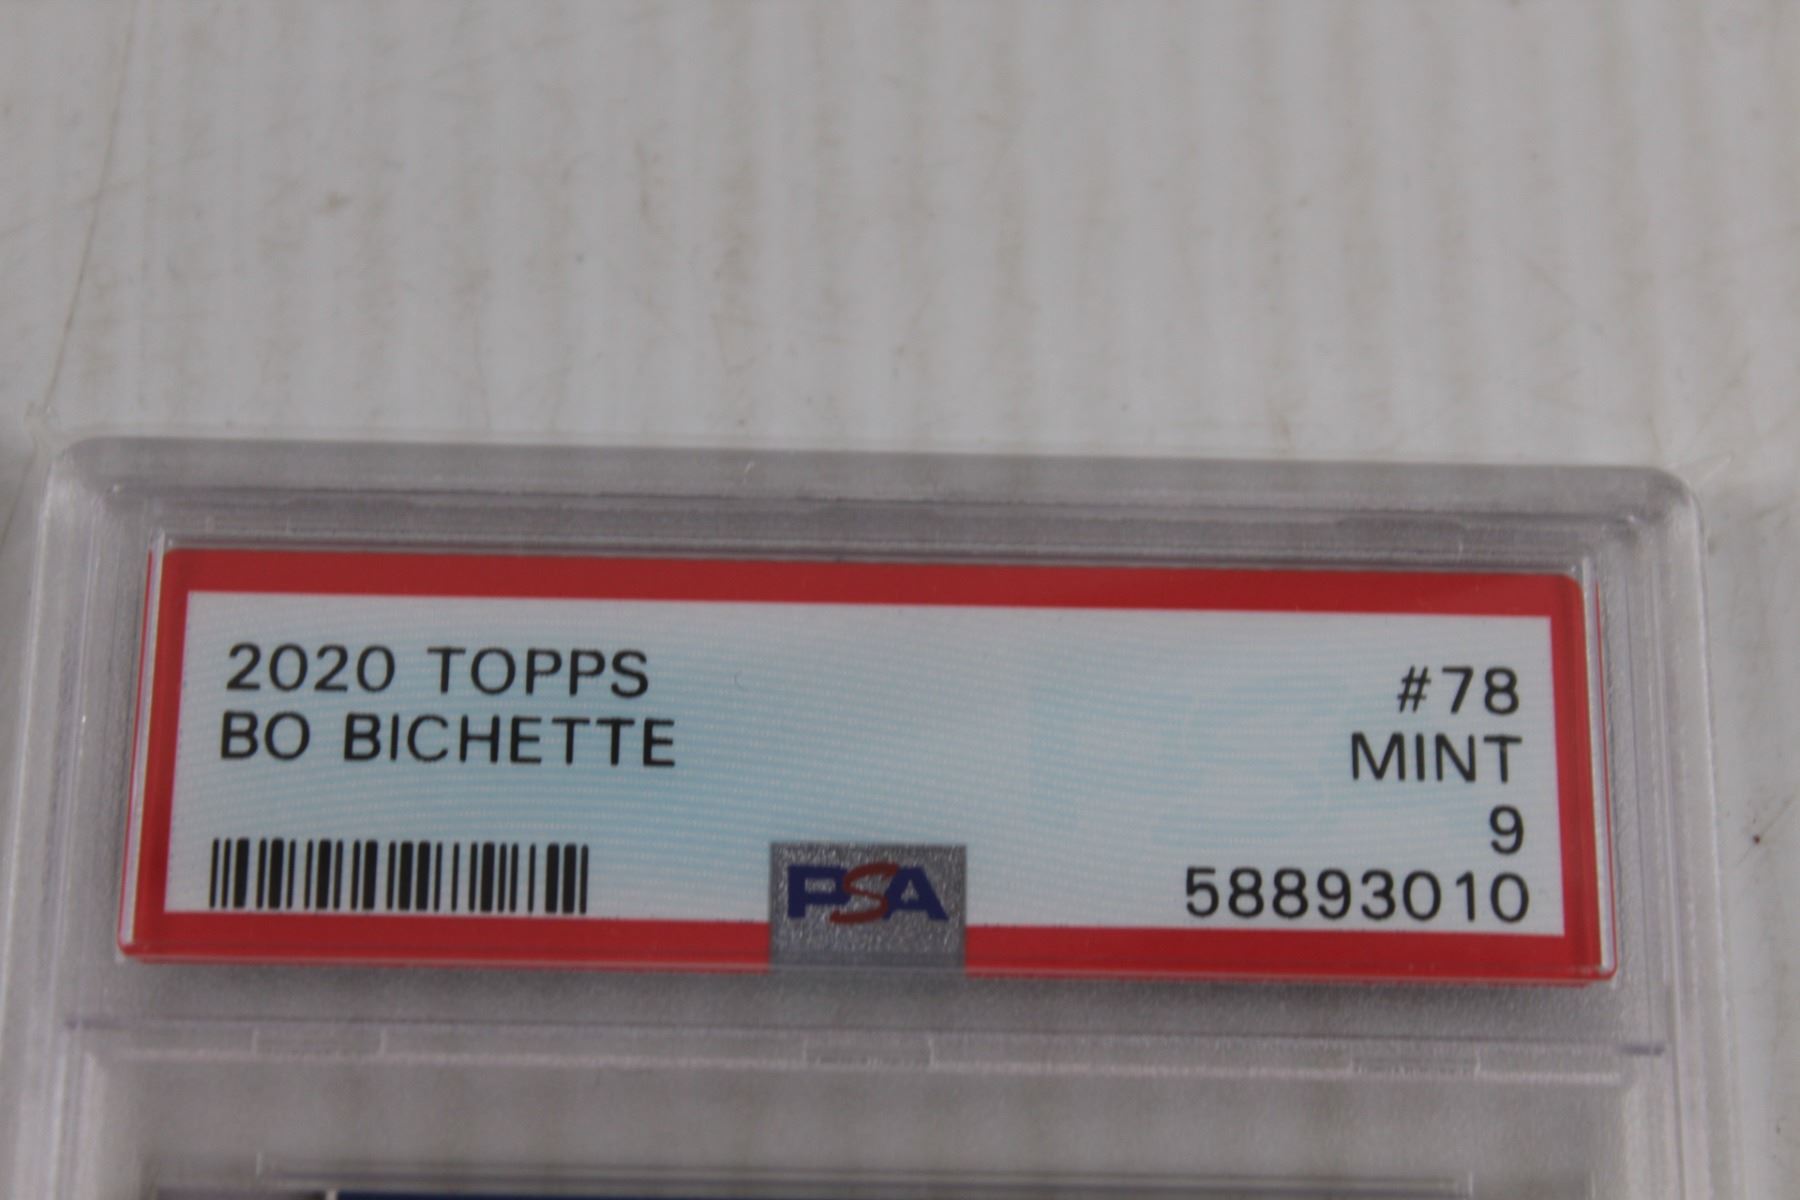 2020 TOPPS #78
BO BICHETTE MINT
9
PSA 58893010